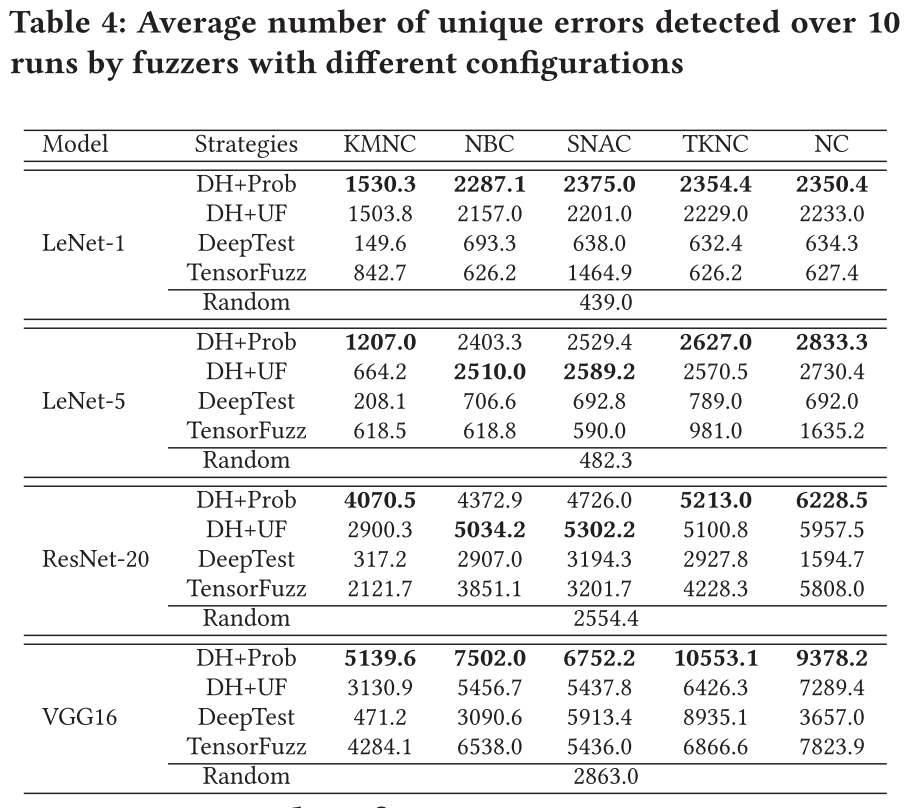 Table 4: Average number of unique errors detected over 10
runs by fuzzers with different configurations
Model Strategies KMNC NBC SNAC TKNC NC
DH+Prob 1530.3 2287.1 2375.0 2354.4 2350.4
DH+UF 1503.8 2157.0 2201.0 2229.0 2233.0
LeNet-1 DeepTest 149.6 693.3 638.0 632.4 634.3
TensorFuzz 842.7 626.2 1464.9 626.2 627.4
Random 439.0
DH+Prob 1207.0 2403.3 2529.4 2627.0 2833.3
DH+UF 664.2 2510.0 2589.2 2570.5 2730.4
LeNet-5 DeepTest 208.1 706.6 692.8 789.0 692.0
TensorFuzz 618.5 618.8 590.0 981.0 1635.2
Random 482.3
DH+Prob 4070.5 4372.9 4726.0 5213.0 6228.5
DH+UF 2900.3 5034.2 5302.2 5100.8 5957.5
ResNet-20 DeepTest 317.2 2907.0 3194.3 2927.8 1594.7
TensorFuzz 2121.7 3851.1 3201.7 4228.3 5808.0
Random 2554.4
DH+Prob 5139.6 7502.0 6752.2 10553.1 9378.2
DH+UF 3130.9 5456.7 5437.8 6426.3 7289.4
VGG16 DeepTest 471.2 3090.6 5913.4 8935.1 3657.0
TensorFuzz 4284.1 6538.0 5436.0 6866.6 7823.9
Random 2863.0